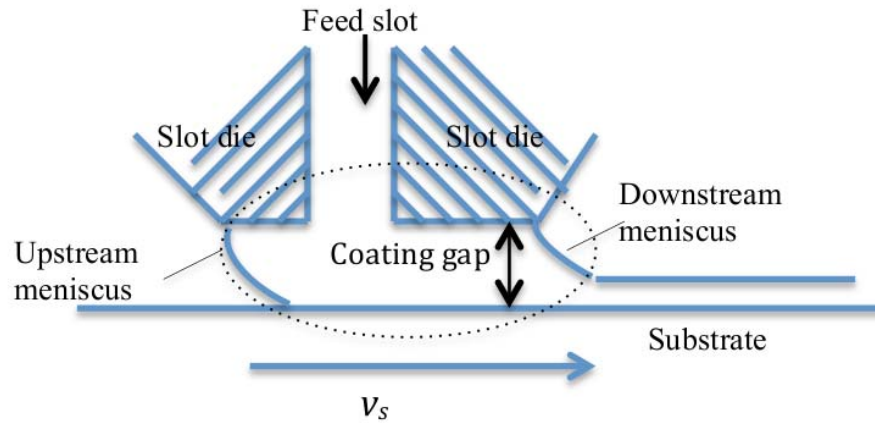 Feed slot
Slot die
Slot die
Downstream
meniscus
Upstream
meniscus
Coating gap
Substrate
vₛ